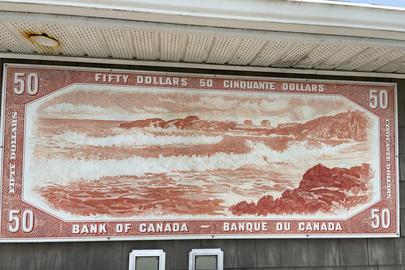 50 FIFTY DOLLARS 50 CINQUANTE DOLLARS 50
FIFTY DOLLARS
CINQUANTE DOLLARS
50 BANK OF CANADA — BANQUE DU CANADA 50